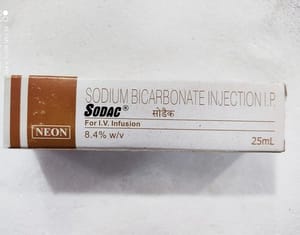 SODIUM BICARBONATE INJECTION I.P.
SODAC® सोडैक
For I.V. Infusion
NEON 8.4% w/v 25mL